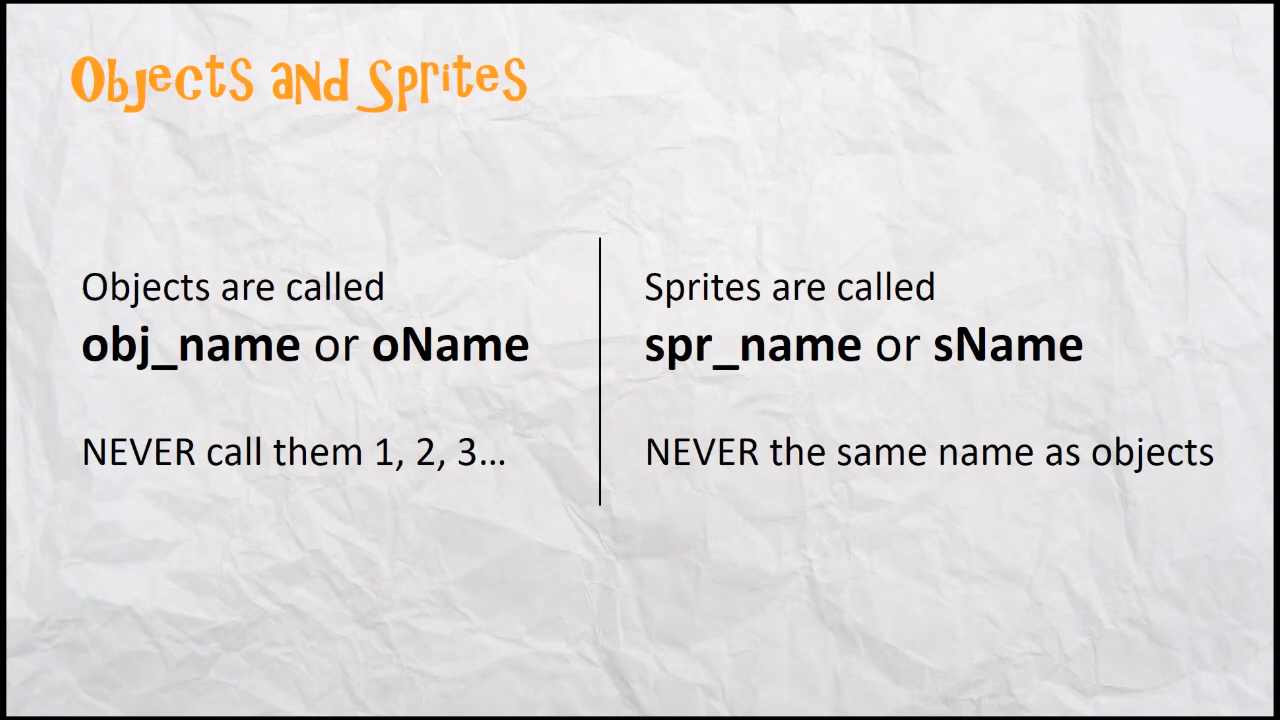 Objects and Sprites
Objects are called
obj_name or oName
NEVER call them 1, 2, 3...
Sprites are called
spr_name or sName
NEVER the same name as objects